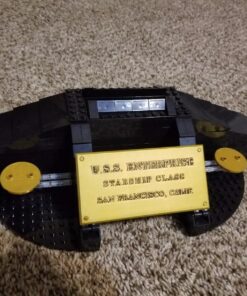 U.S.S. ENTERPRISE
STARSHIP CLASS
SAN FRANCISCO, CALIF.